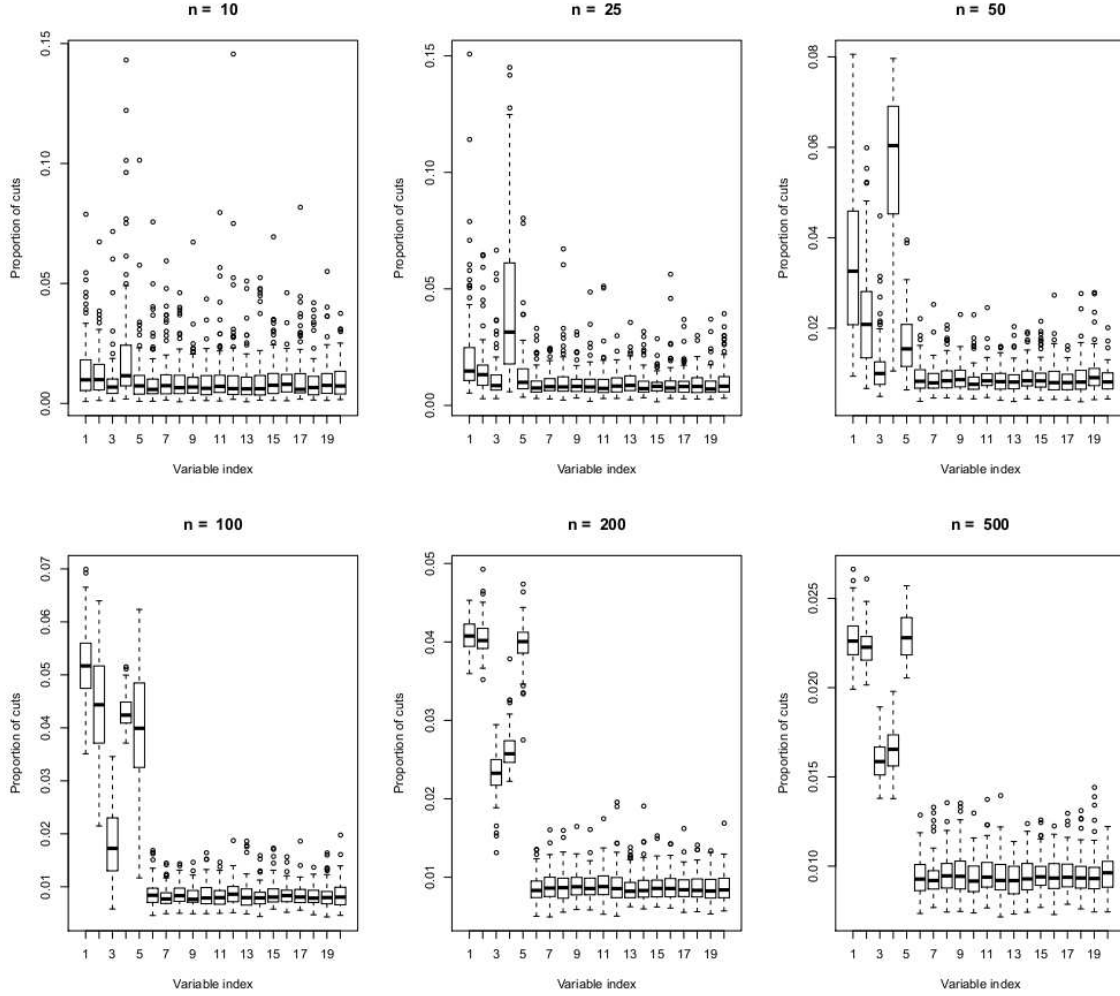 n = 10
0.15
0.10
0.05
0.00
Proportion of cuts
1 3 5 7 9 11 13 15 17 19
Variable index
n = 25
0.15
0.10
0.05
0.00
Proportion of cuts
1 3 5 7 9 11 13 15 17 19
Variable index
n = 50
0.08
0.06
0.04
0.02
Proportion of cuts
1 3 5 7 9 11 13 15 17 19
Variable index
n = 100
0.07
0.06
0.05
0.04
0.03
0.02
0.01
Proportion of cuts
1 3 5 7 9 11 13 15 17 19
Variable index
n = 200
0.05
0.04
0.03
0.02
0.01
Proportion of cuts
1 3 5 7 9 11 13 15 17 19
Variable index
n = 500
0.025
0.020
0.015
0.010
Proportion of cuts
1 3 5 7 9 11 13 15 17 19
Variable index